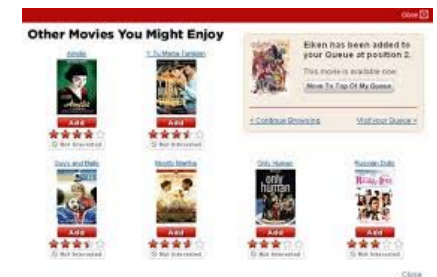 Close
Other Movies You Might Enjoy
Amelie
Y Tu Mama Tambien
Eiken has been added to
your Queue at position 2.
This movie is available now.
Move To Top Of My Queue
< Continue Browsing
Visit your Queue >
Amélie
Add
Add
Not Interested
Not Interested
Guys and Balls
Mostly Martha
Only Human
Russian Dolls
only
human
Add
Add
Add
Add
Not Interested
Not Interested
Not Interested
Not Interested
Close